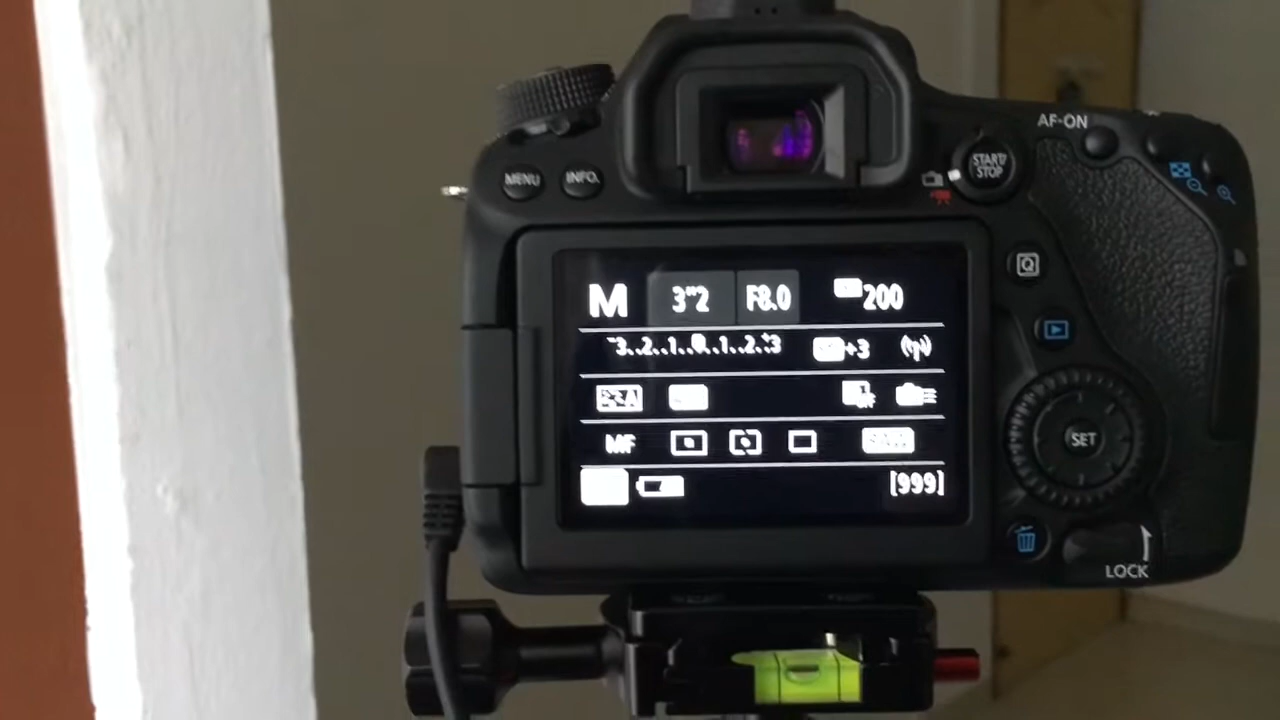 AF-ON
MENU INFO.
START/
STOP
Q
M 3"2 F8.0 200
-3..2..1..0..1..2..+3 +3
A
MF RAW
[999]
SET
LOCK